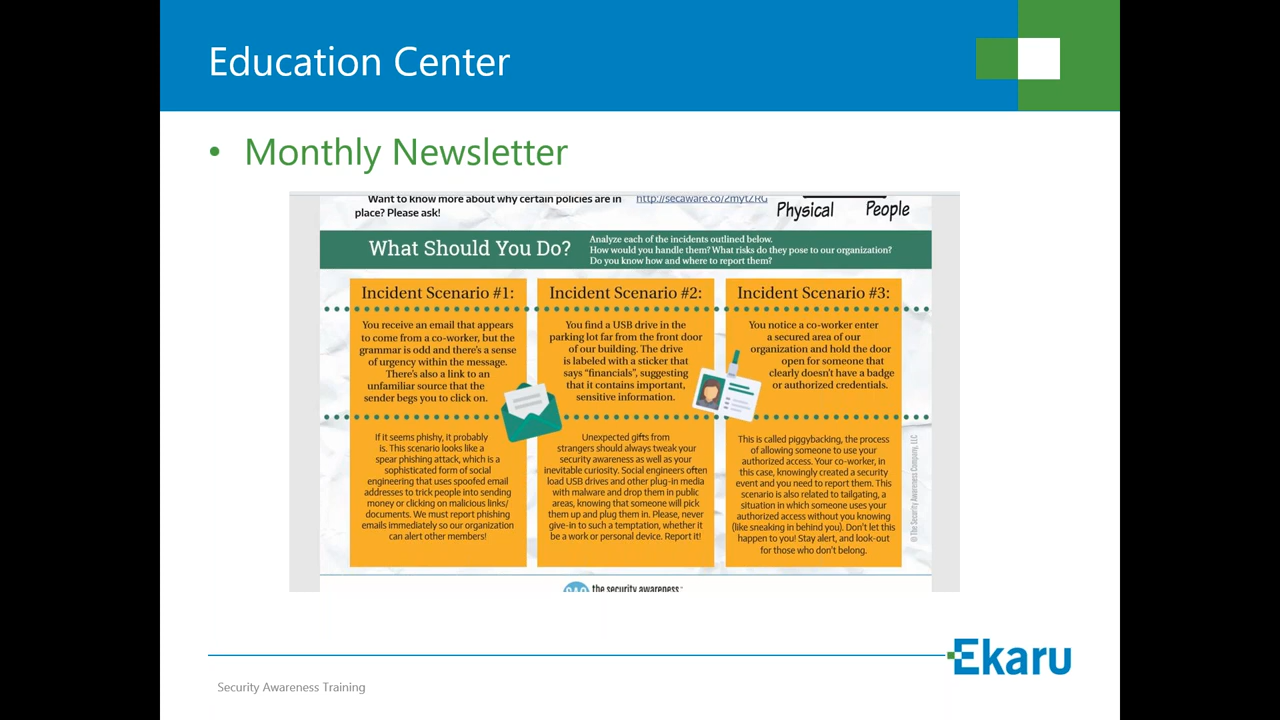 Education Center
• Monthly Newsletter
Want to know more about why certain policies are in
place? Please ask!
http://secaware.co/2mytZRG
Physical People
What Should You Do?
Analyze each of the incidents outlined below.
How would you handle them? What risks do they pose to our organization?
Do you know how and where to report them?
Incident Scenario #1:
You receive an email that appears
to come from a co-worker, but the
grammar is odd and there's a sense
of urgency within the message.
There's also a link to an
unfamiliar source that the
sender begs you to click on.
If it seems phishy, it probably
is. This scenario looks like a
spear phishing attack, which is a
sophisticated form of social
engineering that uses spoofed email
addresses to trick people into sending
money or clicking on malicious links/
documents. We must report phishing
emails immediately so our organization
can alert other members!
Incident Scenario #2:
You find a USB drive in the
parking lot far from the front door
of our building. The drive
is labeled with a sticker that
says "financials", suggesting
that it contains important,
sensitive information.
Unexpected gifts from
strangers should always tweak your
security awareness as well as your
inevitable curiosity. Social engineers often
load USB drives and other plug-in media
with malware and drop them in public
areas, knowing that someone will pick
them up and plug them in. Please, never
give-in to such a temptation, whether it
be a work or personal device. Report it!
Incident Scenario #3:
You notice a co-worker enter
a secured area of our
organization and hold the door
open for someone that
clearly doesn't have a badge
or authorized credentials.
This is called piggybacking, the process
of allowing someone to use your
authorized access. Your co-worker, in
this case, knowingly created a security
event and you need to report them. This
scenario is also related to tailgating, a
situation in which someone uses your
authorized access without you knowing
(like sneaking in behind you). Don't let this
happen to you! Stay alert, and look-out
for those who don't belong.
© The Security Awareness Company, LLC
the security awareness
Ekaru
Security Awareness Training